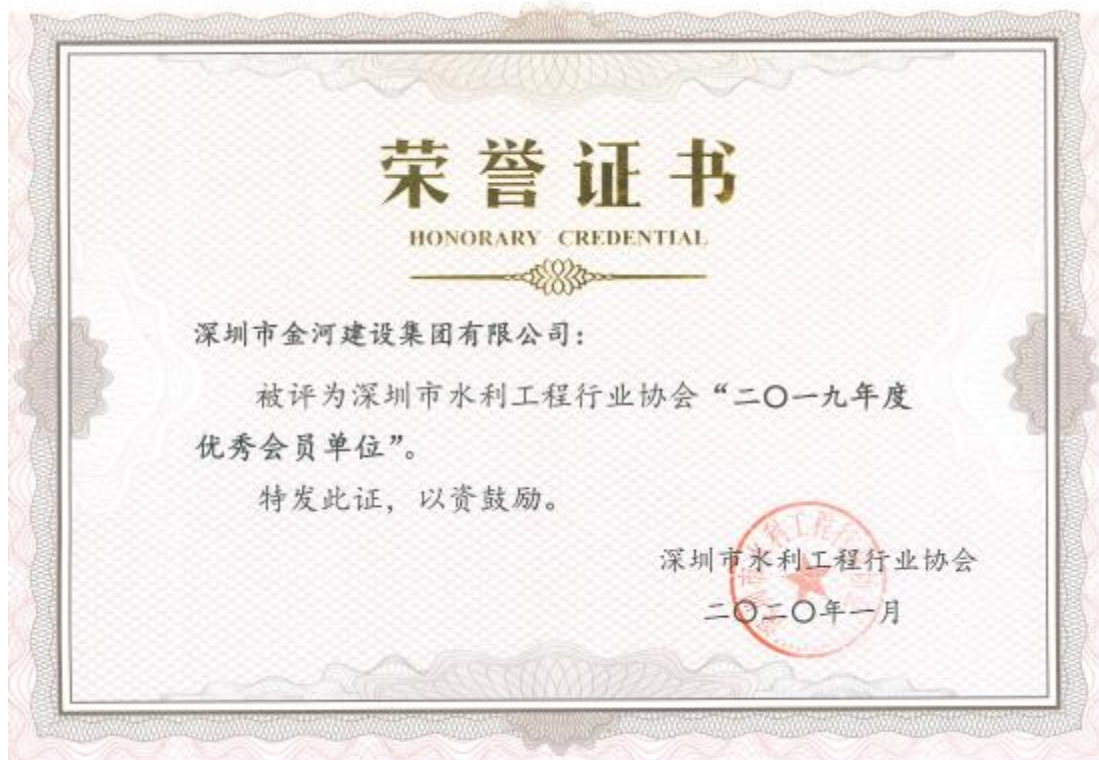 荣誉证书
HONORARY CREDENTIAL
深圳市金河建设集团有限公司：
被评为深圳市水利工程行业协会“二〇一九年度
优秀会员单位”。
特发此证，以资鼓励。
深圳市水利工程行业协会
二〇二〇年一月